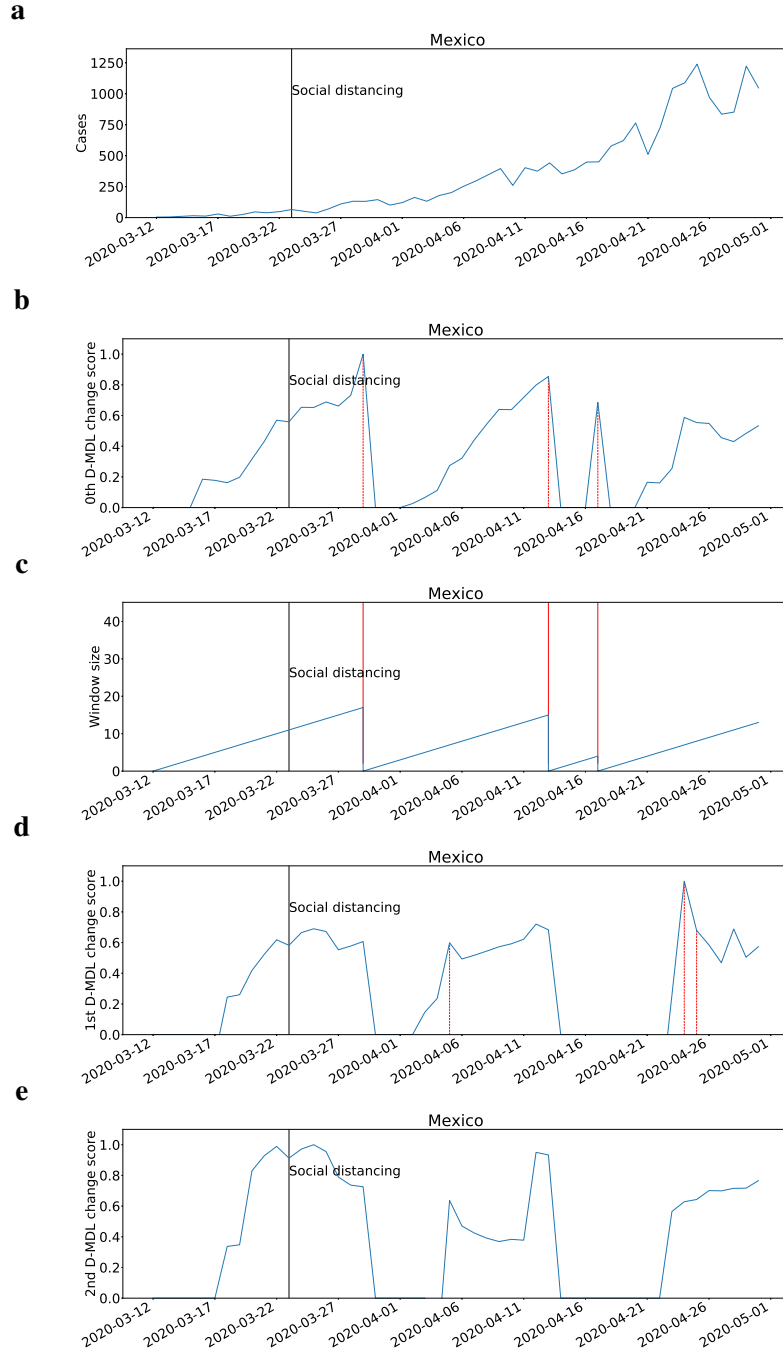 a
Mexico
Social distancing
Cases
1250
1000
750
500
250
0
2020-03-12 2020-03-17 2020-03-22 2020-03-27 2020-04-01 2020-04-06 2020-04-11 2020-04-16 2020-04-21 2020-04-26 2020-05-01
b
Mexico
Social distancing
0th D-MDL change score
1.0
0.8
0.6
0.4
0.2
0.0
2020-03-12 2020-03-17 2020-03-22 2020-03-27 2020-04-01 2020-04-06 2020-04-11 2020-04-16 2020-04-21 2020-04-26 2020-05-01
c
Mexico
Social distancing
Window size
40
30
20
10
0
2020-03-12 2020-03-17 2020-03-22 2020-03-27 2020-04-01 2020-04-06 2020-04-11 2020-04-16 2020-04-21 2020-04-26 2020-05-01
d
Mexico
Social distancing
1st D-MDL change score
1.0
0.8
0.6
0.4
0.2
0.0
2020-03-12 2020-03-17 2020-03-22 2020-03-27 2020-04-01 2020-04-06 2020-04-11 2020-04-16 2020-04-21 2020-04-26 2020-05-01
e
Mexico
Social distancing
2nd D-MDL change score
1.0
0.8
0.6
0.4
0.2
0.0
2020-03-12 2020-03-17 2020-03-22 2020-03-27 2020-04-01 2020-04-06 2020-04-11 2020-04-16 2020-04-21 2020-04-26 2020-05-01